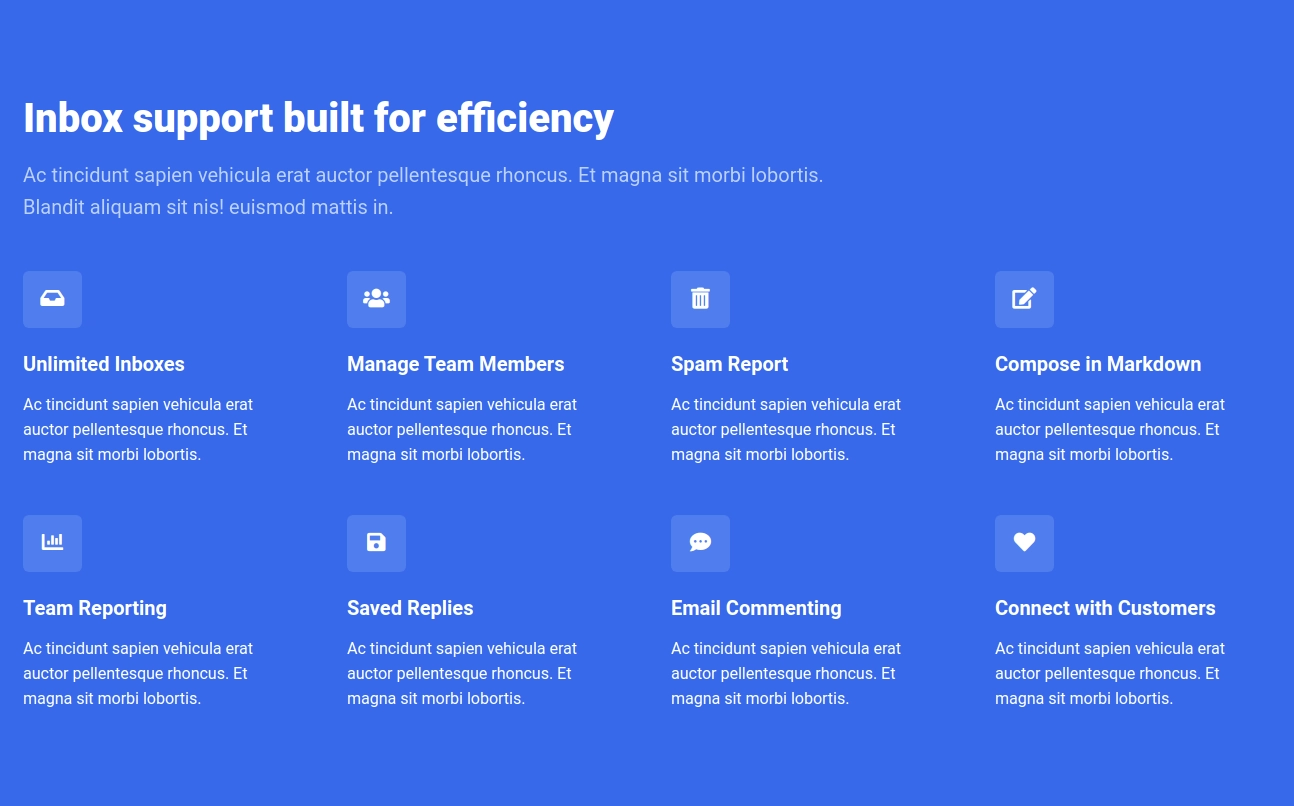 Inbox support built for efficiency
Ac tincidunt sapien vehicula erat auctor pellentesque rhoncus. Et magna sit morbi lobortis.
Blandit aliquam sit nis! euismod mattis in.
Unlimited Inboxes
Ac tincidunt sapien vehicula erat
auctor pellentesque rhoncus. Et
magna sit morbi lobortis.
Manage Team Members
Ac tincidunt sapien vehicula erat
auctor pellentesque rhoncus. Et
magna sit morbi lobortis.
Spam Report
Ac tincidunt sapien vehicula erat
auctor pellentesque rhoncus. Et
magna sit morbi lobortis.
Compose in Markdown
Ac tincidunt sapien vehicula erat
auctor pellentesque rhoncus. Et
magna sit morbi lobortis.
Team Reporting
Ac tincidunt sapien vehicula erat
auctor pellentesque rhoncus. Et
magna sit morbi lobortis.
Saved Replies
Ac tincidunt sapien vehicula erat
auctor pellentesque rhoncus. Et
magna sit morbi lobortis.
Email Commenting
Ac tincidunt sapien vehicula erat
auctor pellentesque rhoncus. Et
magna sit morbi lobortis.
Connect with Customers
Ac tincidunt sapien vehicula erat
auctor pellentesque rhoncus. Et
magna sit morbi lobortis.